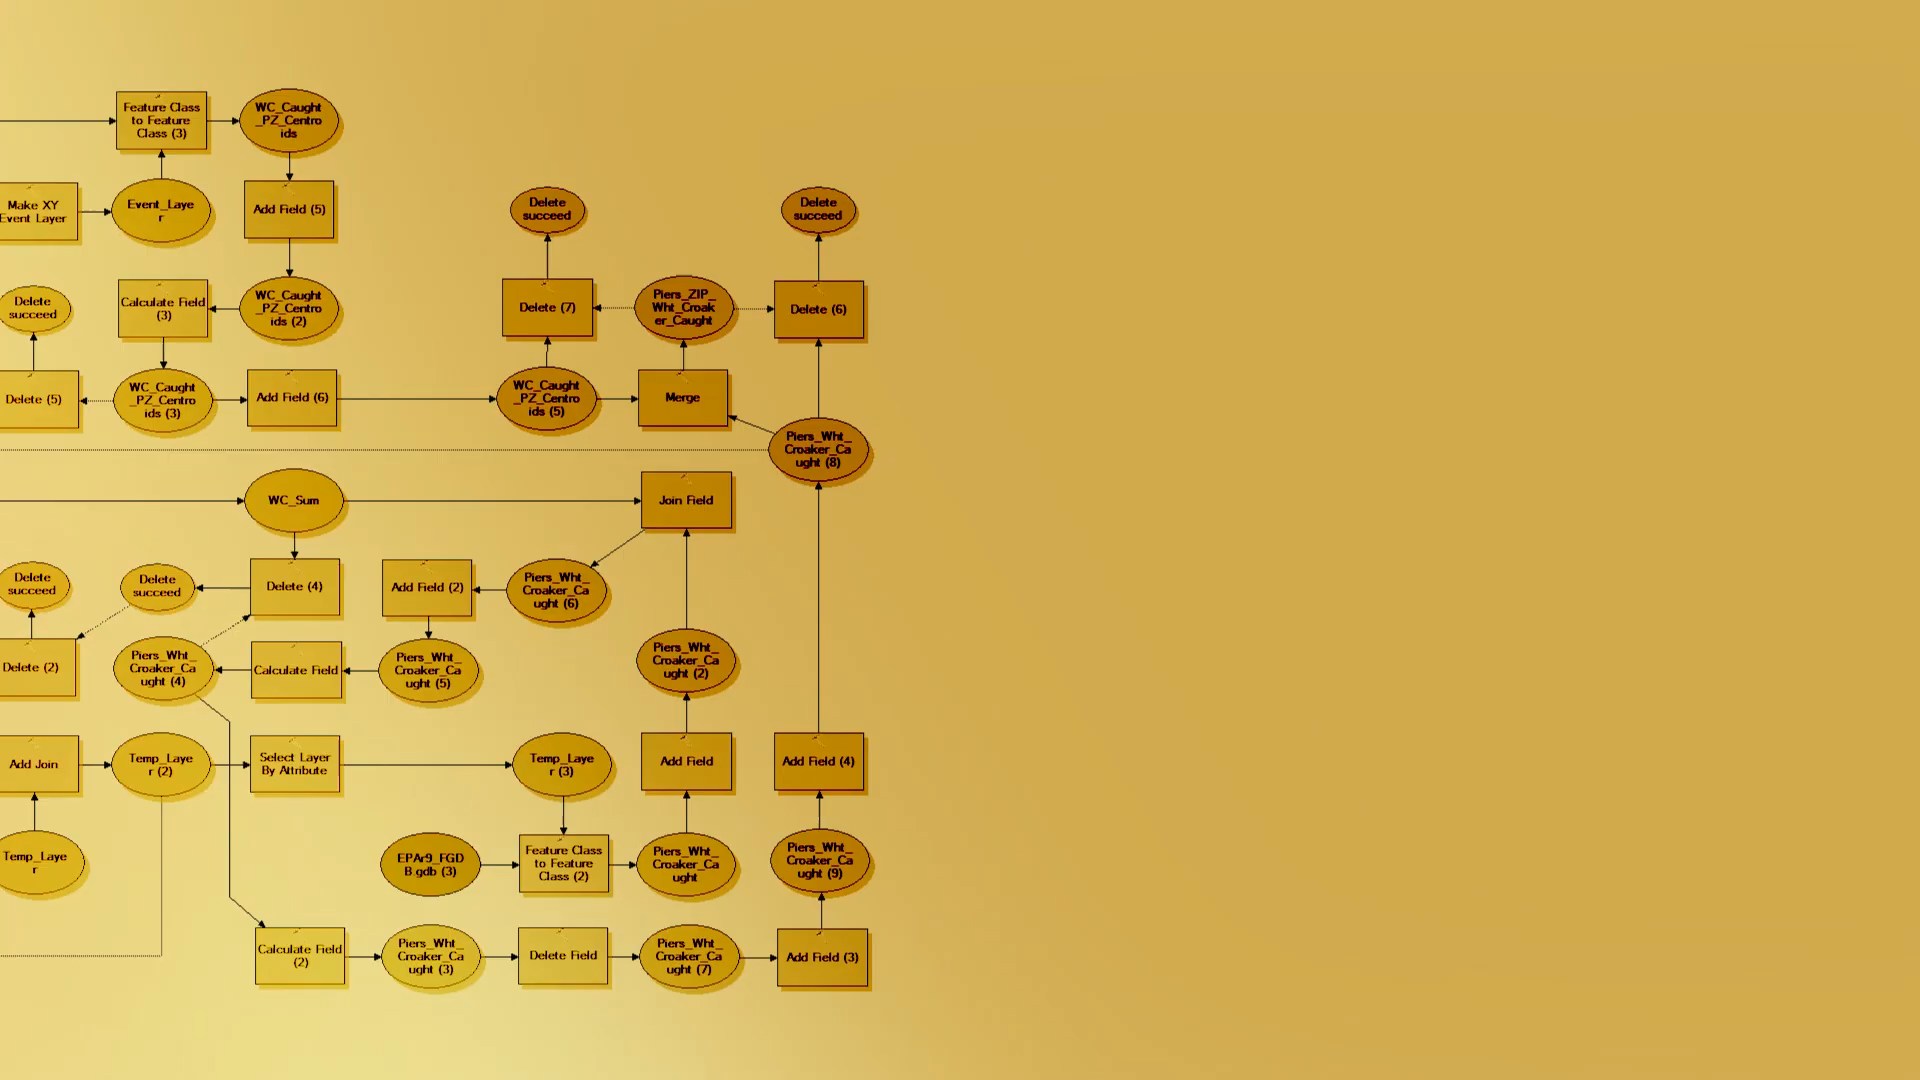 Feature Class
to Feature
Class (3)
WC_Caught
_PZ_Centro
ids
Make XY
Event Layer
Event_Laye
r
Add Field (5)
Delete
succeed
Delete
succeed
Delete
succeed
Calculate Field
(3)
WC_Caught
_PZ_Centro
ids (2)
Delete (7)
Piers_ZIP_
Wht_Croak
er_Caught
Delete (6)
Delete (5)
WC_Caught
_PZ_Centro
ids (3)
Add Field (6)
WC_Caught
_PZ_Centro
ids (5)
Merge
Piers_Wht_
Croaker_Ca
ught (8)
WC_Sum
Join Field
Delete
succeed
Delete
succeed
Delete (4)
Add Field (2)
Piers_Wht_
Croaker_Ca
ught (6)
Delete (2)
Piers_Wht_
Croaker_Ca
ught (4)
Calculate Field
Piers_Wht_
Croaker_Ca
ught (5)
Piers_Wht_
Croaker_Ca
ught (2)
Add Join
Temp_Laye
r (2)
Select Layer
By Attribute
Temp_Laye
r (3)
Add Field
Add Field (4)
Temp_Laye
r
EPAr9_FGD
B.gdb (3)
Feature Class
to Feature
Class (2)
Piers_Wht_
Croaker_Ca
ught
Piers_Wht_
Croaker_Ca
ught (9)
Calculate Field
(2)
Piers_Wht_
Croaker_Ca
ught (3)
Delete Field
Piers_Wht_
Croaker_Ca
ught (7)
Add Field (3)